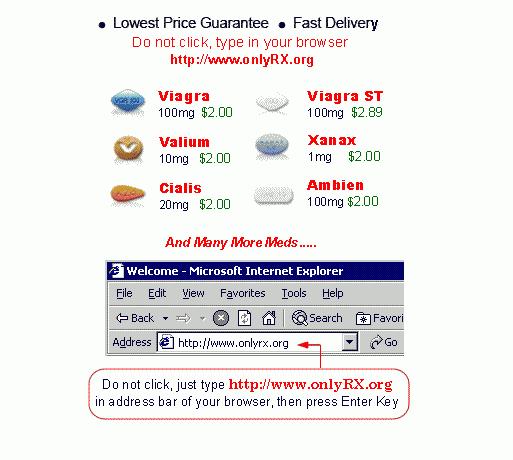 • Lowest Price Guarantee • Fast Delivery
Do not click, type in your browser
http://www.onlyRX.org
Viagra Viagra ST
100mg $2.00 100mg $2.89
Valium Xanax
10mg $2.00 1mg $2.00
Cialis Ambien
20mg $2.00 100mg $2.00
And Many More Meds.....
Welcome - Microsoft Internet Explorer
File Edit View Favorites Tools Help
Back Search Favori
Address http://www.onlyrx.org Go
Do not click, just type http://www.onlyRX.org
in address bar of your browser, then press Enter Key